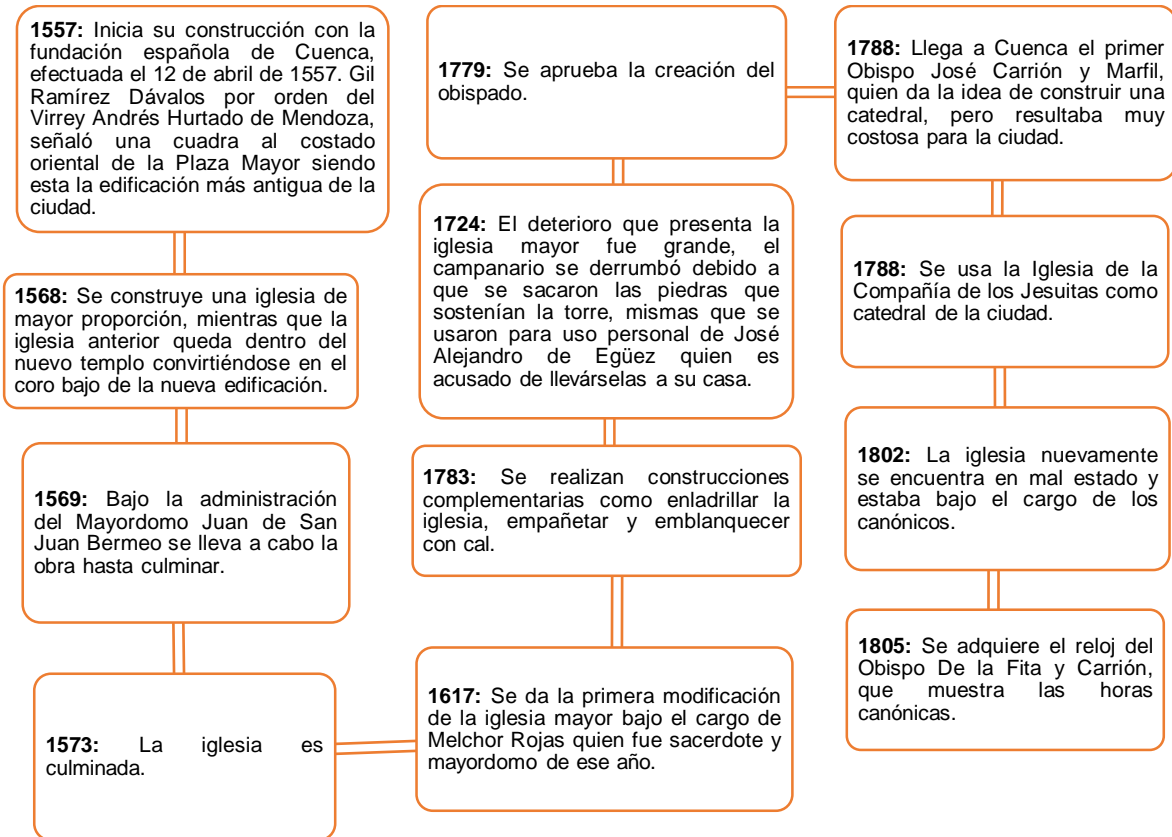 1557: Inicia su construcción con la
fundación española de Cuenca,
efectuada el 12 de abril de 1557. Gil
Ramírez Dávalos por orden del
Virrey Andrés Hurtado de Mendoza,
señaló una cuadra al costado
oriental de la Plaza Mayor siendo
esta la edificación más antigua de la
ciudad.
1568: Se construye una iglesia de
mayor proporción, mientras que la
iglesia anterior queda dentro del
nuevo templo convirtiéndose en el
coro bajo de la nueva edificación.
1569: Bajo la administración
del Mayordomo Juan de San
Juan Bermeo se lleva a cabo la
obra hasta culminar.
1573: La iglesia es
culminada.
1617: Se da la primera modificación
de la iglesia mayor bajo el cargo de
Melchor Rojas quien fue sacerdote y
mayordomo de ese año.
1783: Se realizan construcciones
complementarias como enladrillar la
iglesia, empañetar y emblanquecer
con cal.
1724: El deterioro que presenta la
iglesia mayor fue grande, el
campanario se derrumbó debido a
que se sacaron las piedras que
sostenían la torre, mismas que se
usaron para uso personal de José
Alejandro de Egüez quien es
acusado de llevárselas a su casa.
1779: Se aprueba la creación del
obispado.
1788: Llega a Cuenca el primer
Obispo José Carrión y Marfil,
quien da la idea de construir una
catedral, pero resultaba muy
costosa para la ciudad.
1788: Se usa la Iglesia de la
Compañía de los Jesuitas como
catedral de la ciudad.
1802: La iglesia nuevamente
se encuentra en mal estado y
estaba bajo el cargo de los
canónicos.
1805: Se adquiere el reloj del
Obispo De la Fita y Carrión,
que muestra las horas
canónicas.